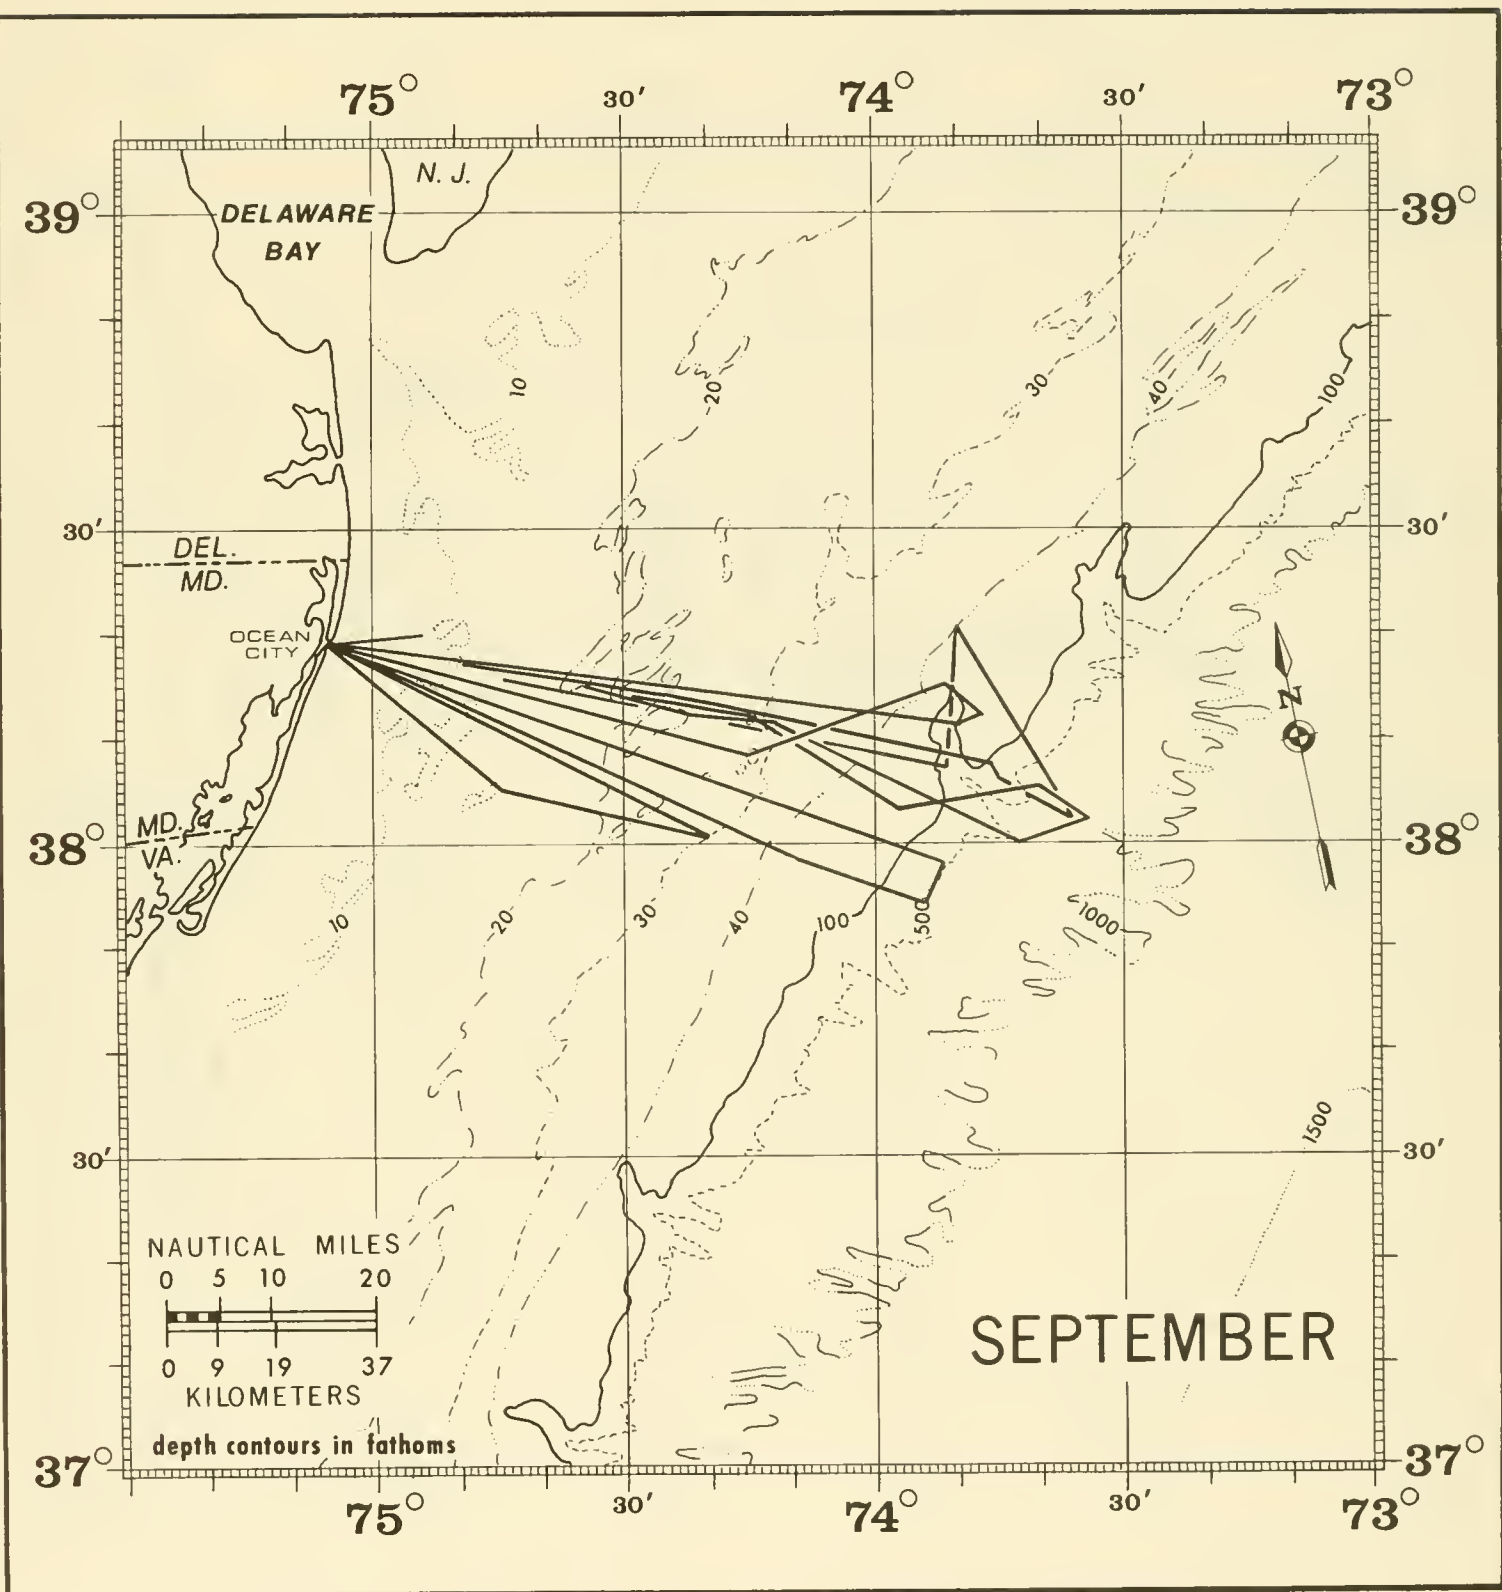 75° 30′ 74° 30′ 73°
N. J.
39° DELAWARE 39°
BAY
10 20 30 40 100
30′ 30′
DEL.
MD.
OCEAN
CITY
N
MD.
38° 38°
VA.
10 20 30 40 100 500 1000
1500
30′ 30′
NAUTICAL MILES
0 5 10 20
0 9 19 37
KILOMETERS
SEPTEMBER
depth contours in fathoms
37° 37°
75° 30′ 74° 30′ 73°